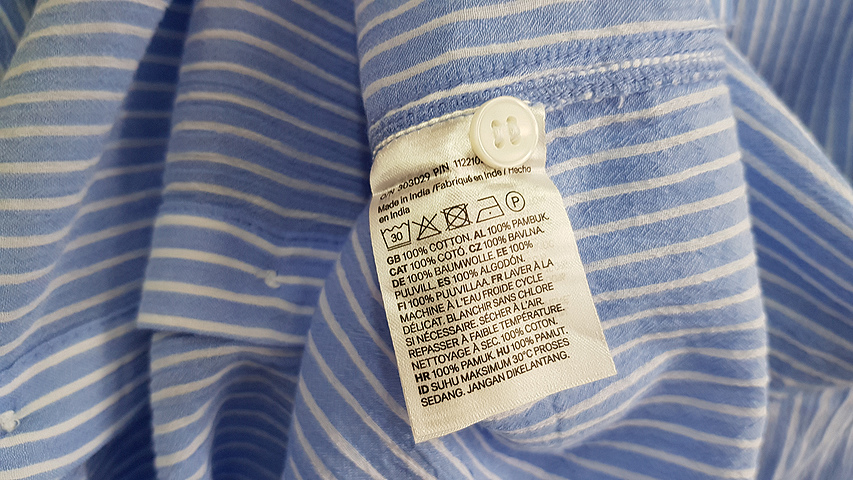 O/N 303029 P/N 112210
Made in India /Fabriqué en Inde / Hecho
en India
30 P
GB 100% COTTON. AL 100% PAMBUK.
CAT 100% COTÓ. CZ 100% BAVLNA.
DE 100% BAUMWOLLE. EE 100%
PUUVILL. ES 100% ALGODÓN.
FI 100% PUUVILLAA. FR LAVER À LA
MACHINE À L'EAU FROIDE CYCLE
DÉLICAT. BLANCHIR SANS CHLORE
SI NÉCESSAIRE. SÉCHER À L'AIR.
REPASSER À FAIBLE TEMPÉRATURE.
NETTOYAGE À SEC. 100% COTON.
HR 100% PAMUK. HU 100% PAMUT.
ID SUHU MAKSIMUM 30°C PROSES
SEDANG. JANGAN DIKELANTANG.